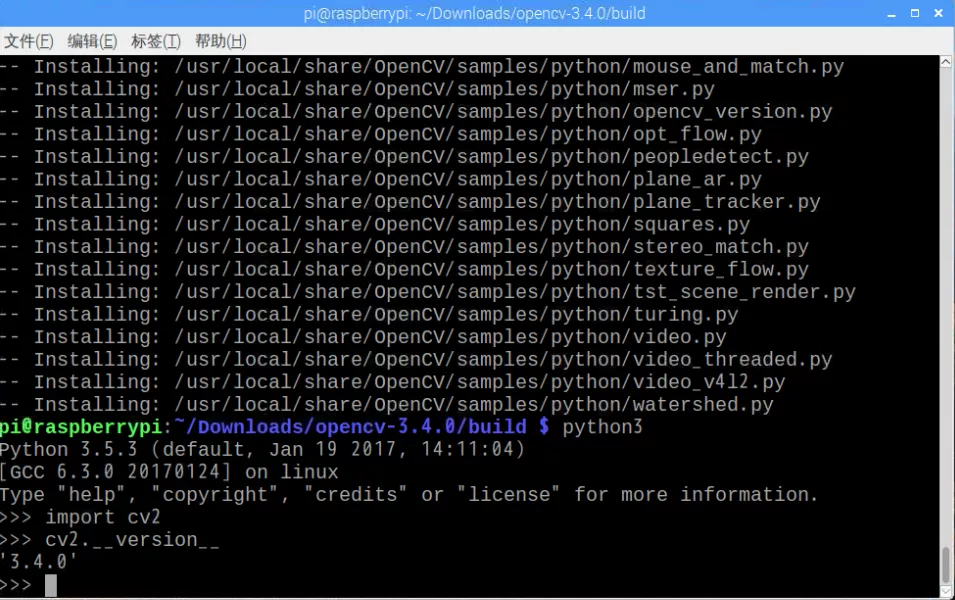 pi@raspberrypi: ~/Downloads/opencv-3.4.0/build
文件(F) 编辑(E) 标签(T) 帮助(H)
-- Installing: /usr/local/share/OpenCV/samples/python/mouse_and_match.py
-- Installing: /usr/local/share/OpenCV/samples/python/mser.py
-- Installing: /usr/local/share/OpenCV/samples/python/opencv_version.py
-- Installing: /usr/local/share/OpenCV/samples/python/opt_flow.py
-- Installing: /usr/local/share/OpenCV/samples/python/peopledetect.py
-- Installing: /usr/local/share/OpenCV/samples/python/plane_ar.py
-- Installing: /usr/local/share/OpenCV/samples/python/plane_tracker.py
-- Installing: /usr/local/share/OpenCV/samples/python/squares.py
-- Installing: /usr/local/share/OpenCV/samples/python/stereo_match.py
-- Installing: /usr/local/share/OpenCV/samples/python/texture_flow.py
-- Installing: /usr/local/share/OpenCV/samples/python/tst_scene_render.py
-- Installing: /usr/local/share/OpenCV/samples/python/turing.py
-- Installing: /usr/local/share/OpenCV/samples/python/video.py
-- Installing: /usr/local/share/OpenCV/samples/python/video_threaded.py
-- Installing: /usr/local/share/OpenCV/samples/python/video_v4l2.py
-- Installing: /usr/local/share/OpenCV/samples/python/watershed.py
pi@raspberrypi:~/Downloads/opencv-3.4.0/build $ python3
Python 3.5.3 (default, Jan 19 2017, 14:11:04)
[GCC 6.3.0 20170124] on linux
Type "help", "copyright", "credits" or "license" for more information.
>>> import cv2
>>> cv2.__version__
'3.4.0'
>>>